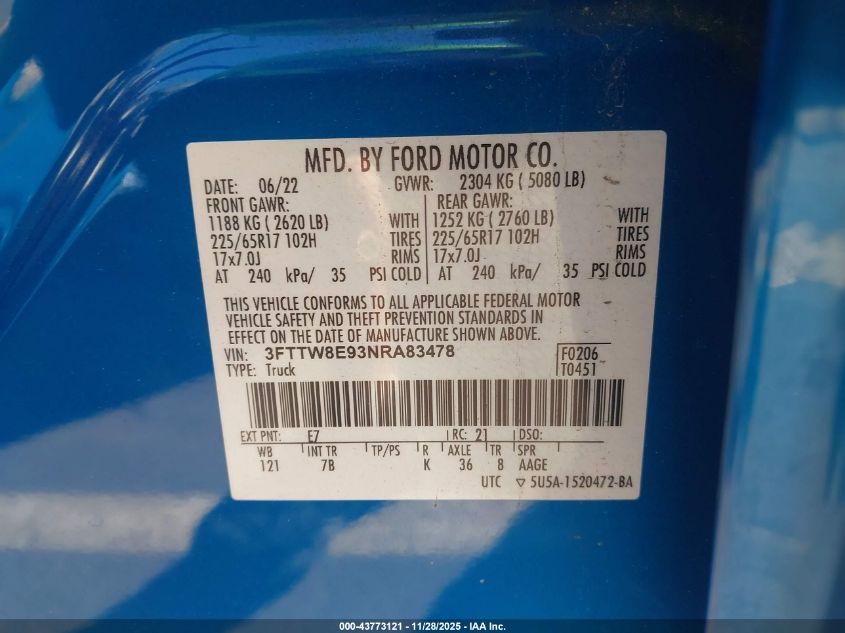 MFD. BY FORD MOTOR CO.
DATE: 06/22 GVWR: 2304 KG ( 5080 LB)
FRONT GAWR: REAR GAWR:
1188 KG ( 2620 LB) WITH 1252 KG ( 2760 LB) WITH
225/65R17 102H TIRES 225/65R17 102H TIRES
17x7.0J RIMS 17x7.0J RIMS
AT 240 kPa/ 35 PSI COLD AT 240 kPa/ 35 PSI COLD
THIS VEHICLE CONFORMS TO ALL APPLICABLE FEDERAL MOTOR
VEHICLE SAFETY AND THEFT PREVENTION STANDARDS IN
EFFECT ON THE DATE OF MANUFACTURE SHOWN ABOVE.
VIN: 3FTTW8E93NRA83478 F0206
TYPE: Truck T0451
EXT PNT: E7 RC: 21 DSO:
WB INT TR TP/PS R AXLE TR SPR
121 7B K 36 8 AAGE
UTC ▽ 5U5A-1520472-BA
000-43773121 - 11/28/2025 - IAA Inc.